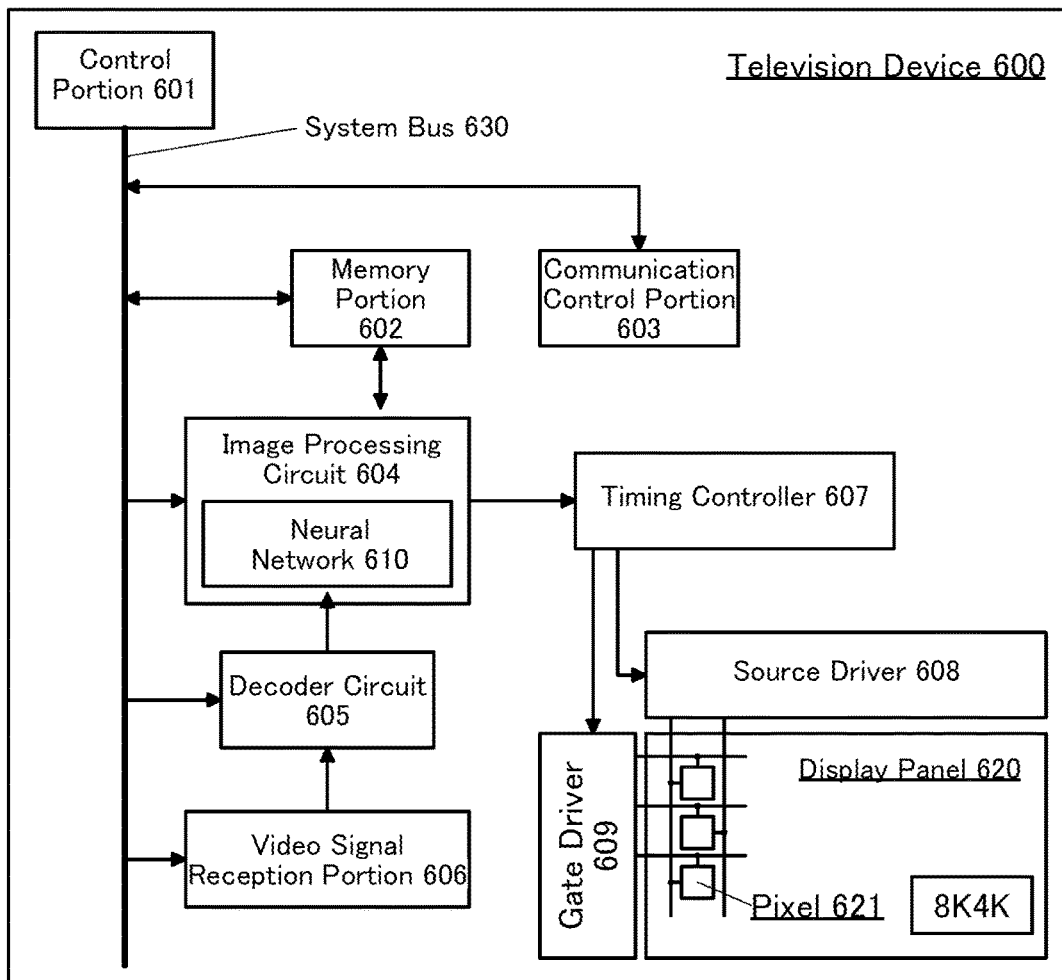 Control
Portion 601
Television Device 600
System Bus 630
Memory
Portion
602
Communication
Control Portion
603
Image Processing
Circuit 604
Neural
Network 610
Timing Controller 607
Decoder Circuit
605
Source Driver 608
Video Signal
Reception Portion 606
Gate Driver
609
Display Panel 620
Pixel 621
8K4K